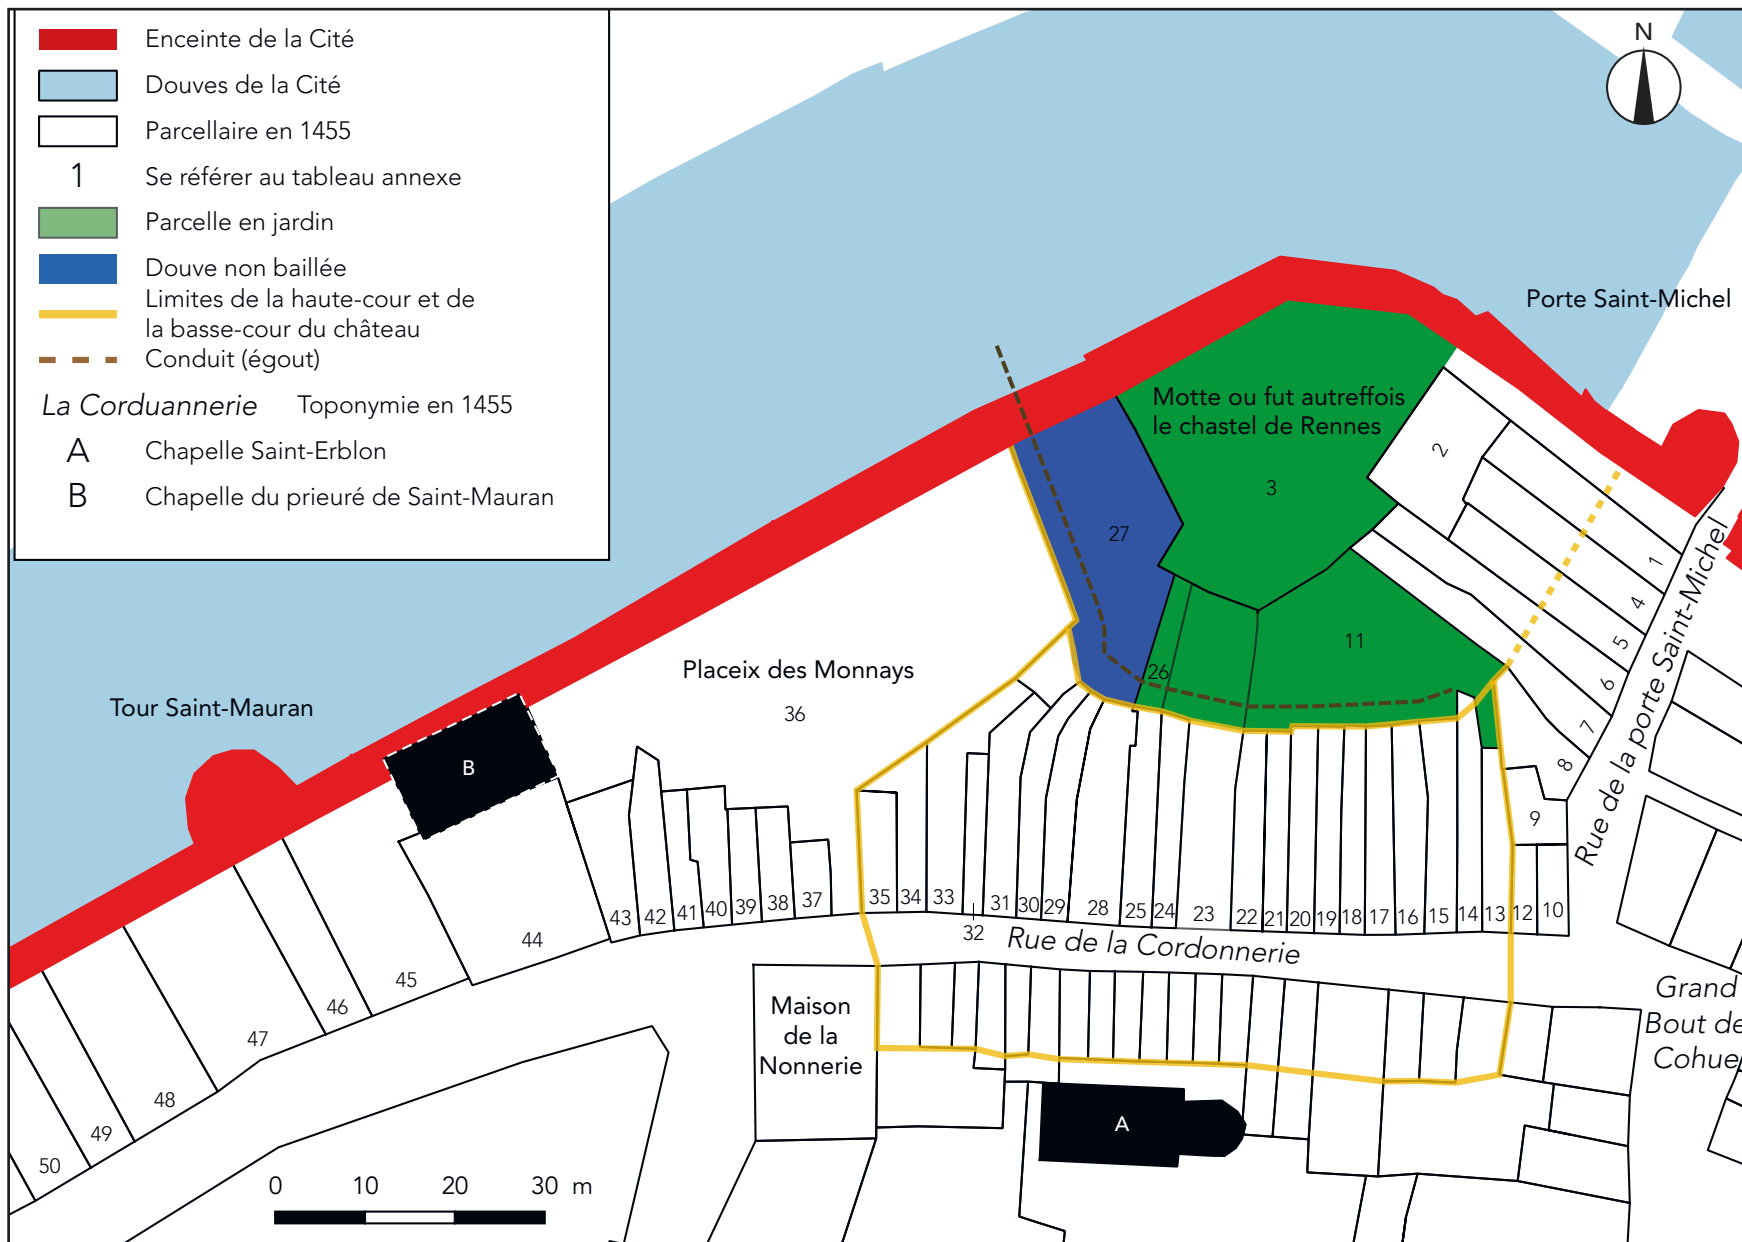 Enceinte de la Cité
Douves de la Cité
Parcellaire en 1455
1 Se référer au tableau annexe
Parcelle en jardin
Douve non baillée
Limites de la haute-cour et de
la basse-cour du château
Conduit (égout)
La Corduannerie Toponymie en 1455
A Chapelle Saint-Erblon
B Chapelle du prieuré de Saint-Mauran
N
Porte Saint-Michel
Motte ou fut autreffois
le chastel de Rennes
2
3
27
1
4
5
6
7
8
9
11
26
Rue de la porte Saint-Michel
Placeix des Monnays
36
Tour Saint-Mauran
B
50
49
48
47
46
45
44
43
42
41
40
39
38
37
35
34
33
32
31
30
29
28
25
24
23
22
21
20
19
18
17
16
15
14
13
12
10
Rue de la Cordonnerie
Maison
de la
Nonnerie
Grand
Bout de
Cohue
A
0 10 20 30 m